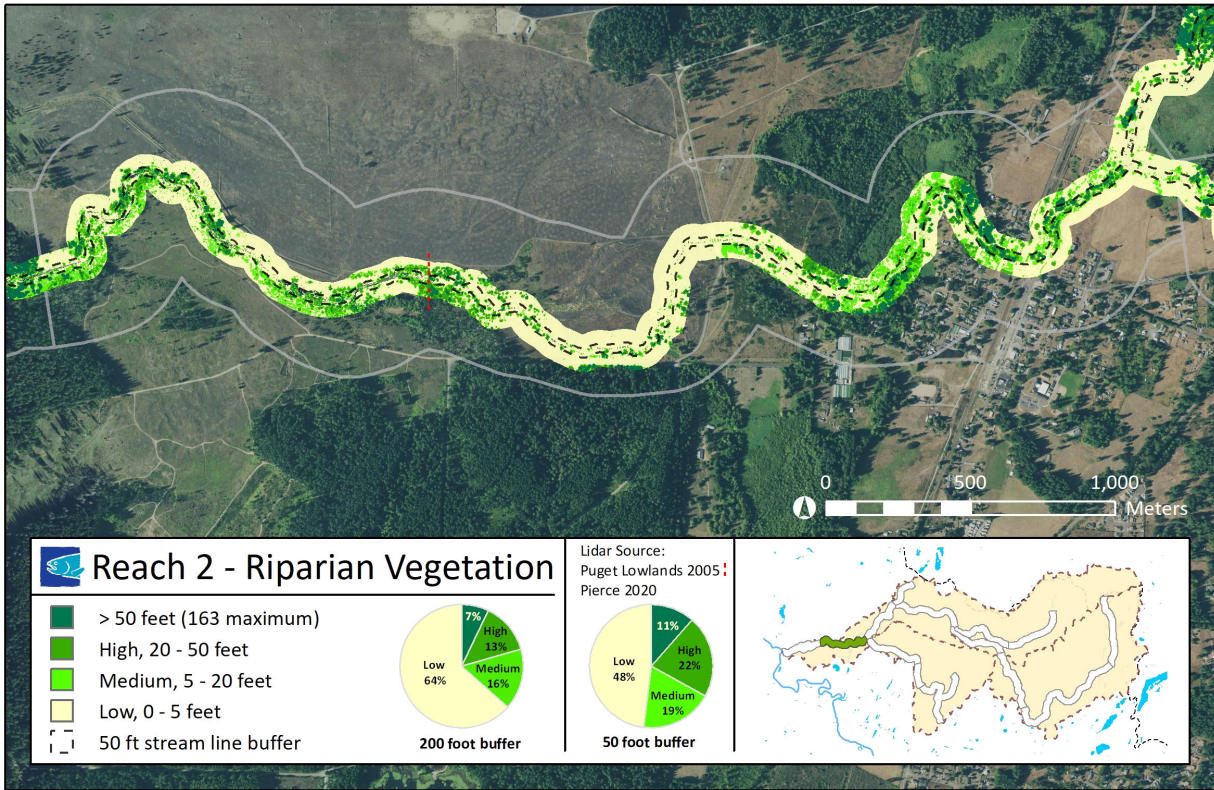 0 500 1,000
Meters
Reach 2 - Riparian Vegetation
> 50 feet (163 maximum)
High, 20 - 50 feet
Medium, 5 - 20 feet
Low, 0 - 5 feet
50 ft stream line buffer
7%
High
13%
Medium
16%
Low
64%
200 foot buffer
Lidar Source:
Puget Lowlands 2005
Pierce 2020
11%
High
22%
Medium
19%
Low
48%
50 foot buffer